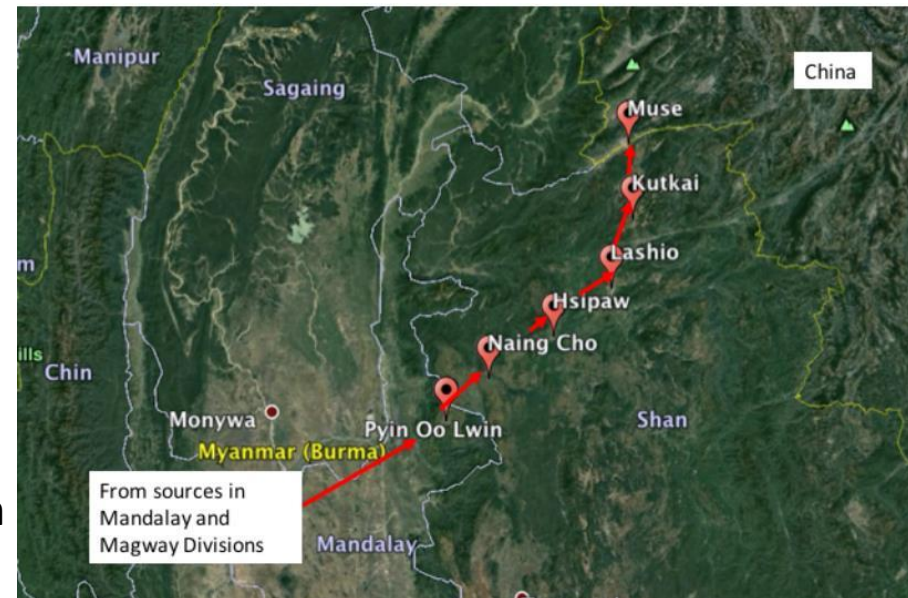 Manipur
China
Sagaing
Muse
Kutkai
Lashio
Hsipaw
Naing Cho
ills
Chin
Monywa
Pyin Oo Lwin
Shan
Myanmar (Burma)
From sources in
Mandalay and
Magway Divisions
Mandalay